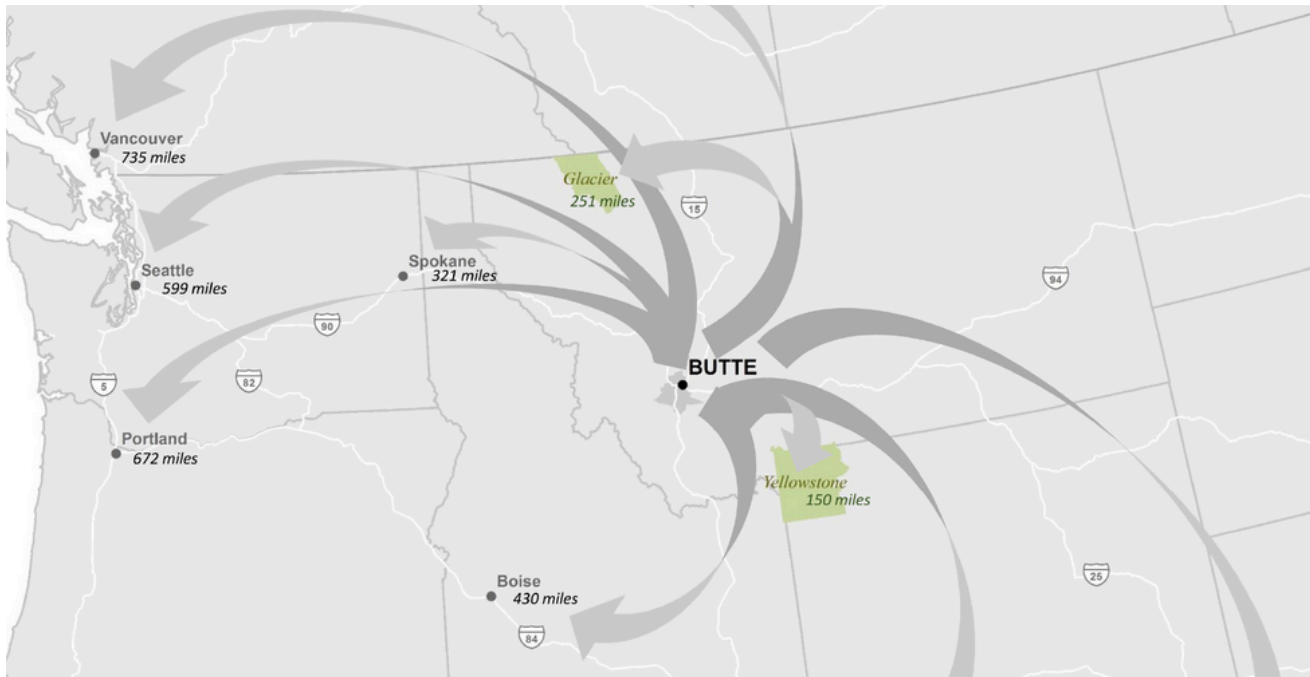 Vancouver
735 miles
Glacier
251 miles
15
Seattle
599 miles
Spokane
321 miles
94
90
BUTTE
5
82
Portland
672 miles
Yellowstone
150 miles
25
Boise
430 miles
84